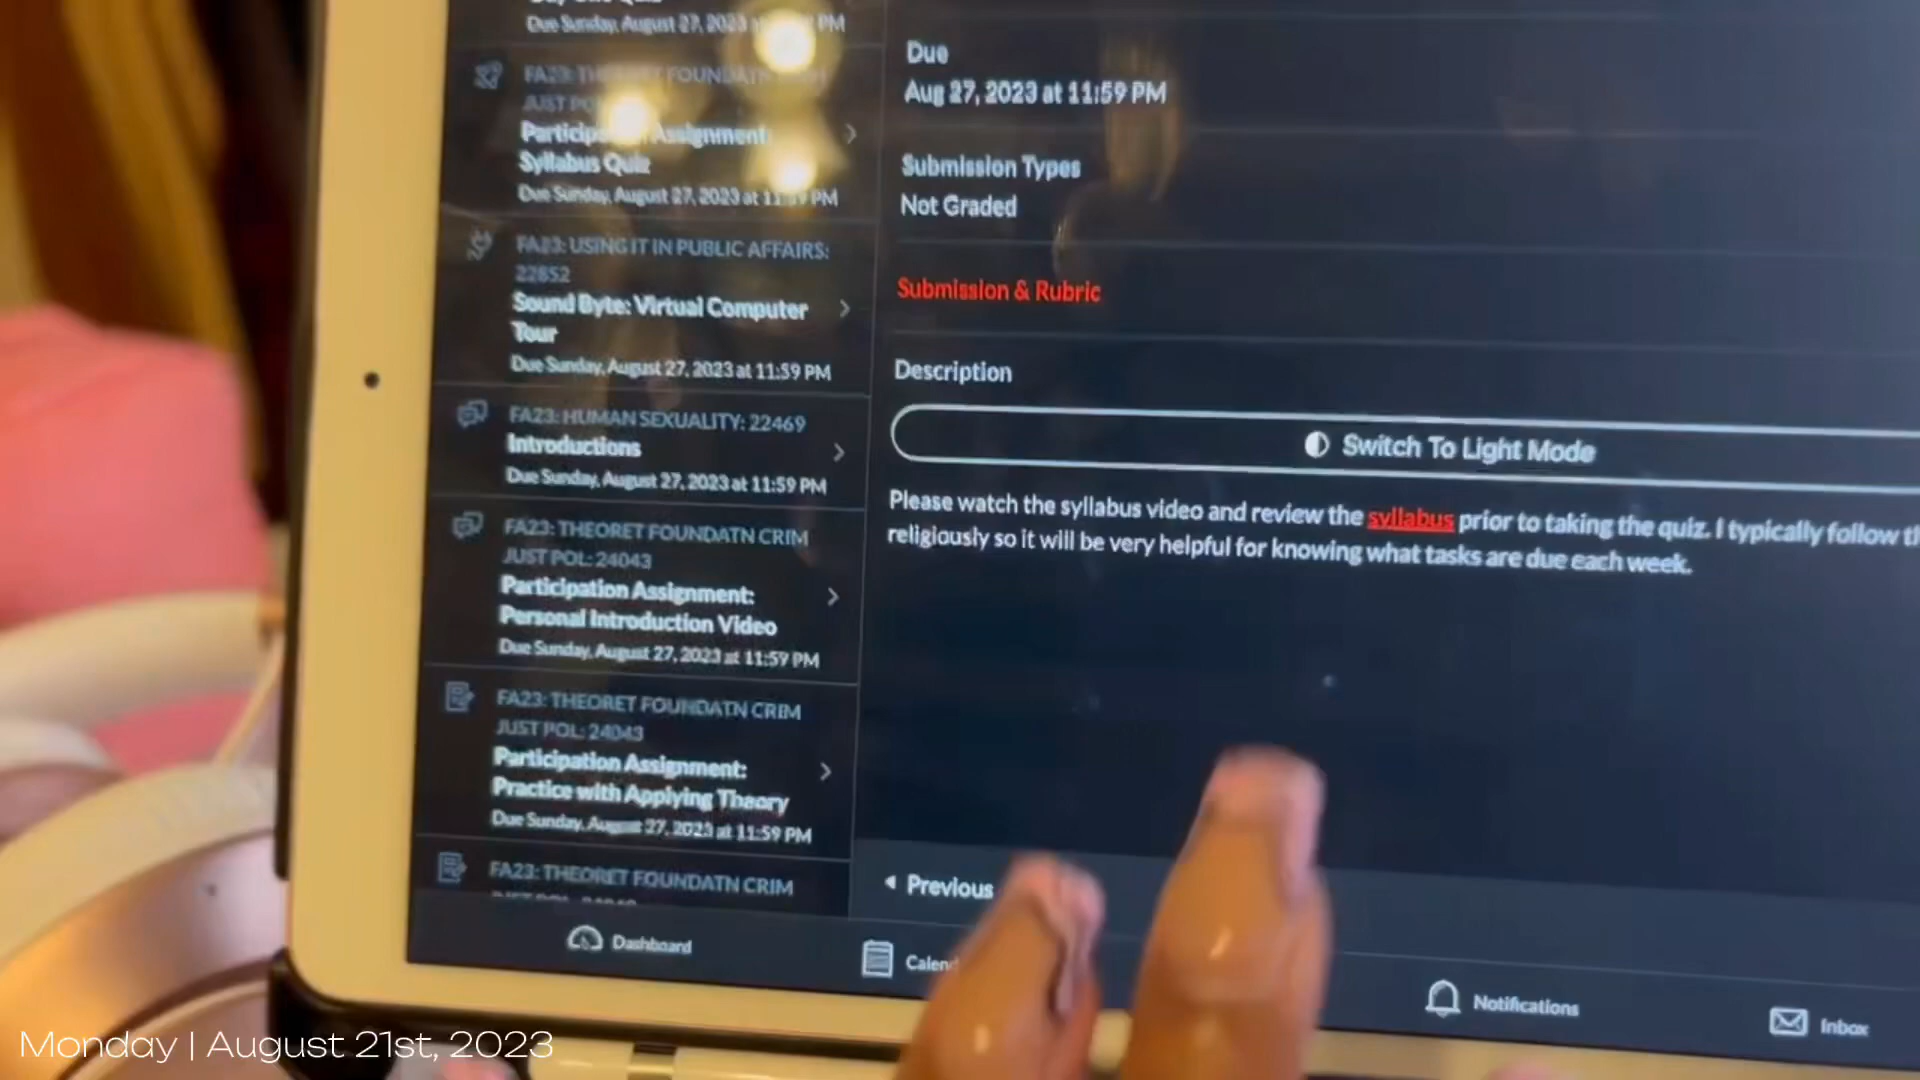 Due Sunday, August 27, 2023 PM
FA23: FOUNDATN
JUST
Assignment:
Syllabus Quiz
Due Sunday, August 27, 2023 at PM
FA23: USING IT IN PUBLIC AFFAIRS:
22852
Sound Byte: Virtual Computer
Tour
Due Sunday, August 27, 2023 at 11:59 PM
FA23: HUMAN SEXUALITY: 22469
Introductions
Due Sunday, August 27, 2023 at 11:59 PM
FA23: THEORET FOUNDATN CRIM
JUST POL: 24043
Participation Assignment:
Personal Introduction Video
Due Sunday, August 27, 2023 at 11:59 PM
FA23: THEORET FOUNDATN CRIM
JUST POL: 24043
Participation Assignment:
Practice with Applying Theory
Due Sunday, August 27, 2023 at 11:59 PM
FA23: THEORET FOUNDATN CRIM
Due
Aug 27, 2023 at 11:59 PM
Submission Types
Not Graded
Submission & Rubric
Description
Switch To Light Mode
Please watch the syllabus video and review the syllabus prior to taking the quiz. I typically follow
religiously so it will be very helpful for knowing what tasks are due each week.
Previous
Dashboard
Calen
Notifications
Inbox
Monday | August 21st, 2023